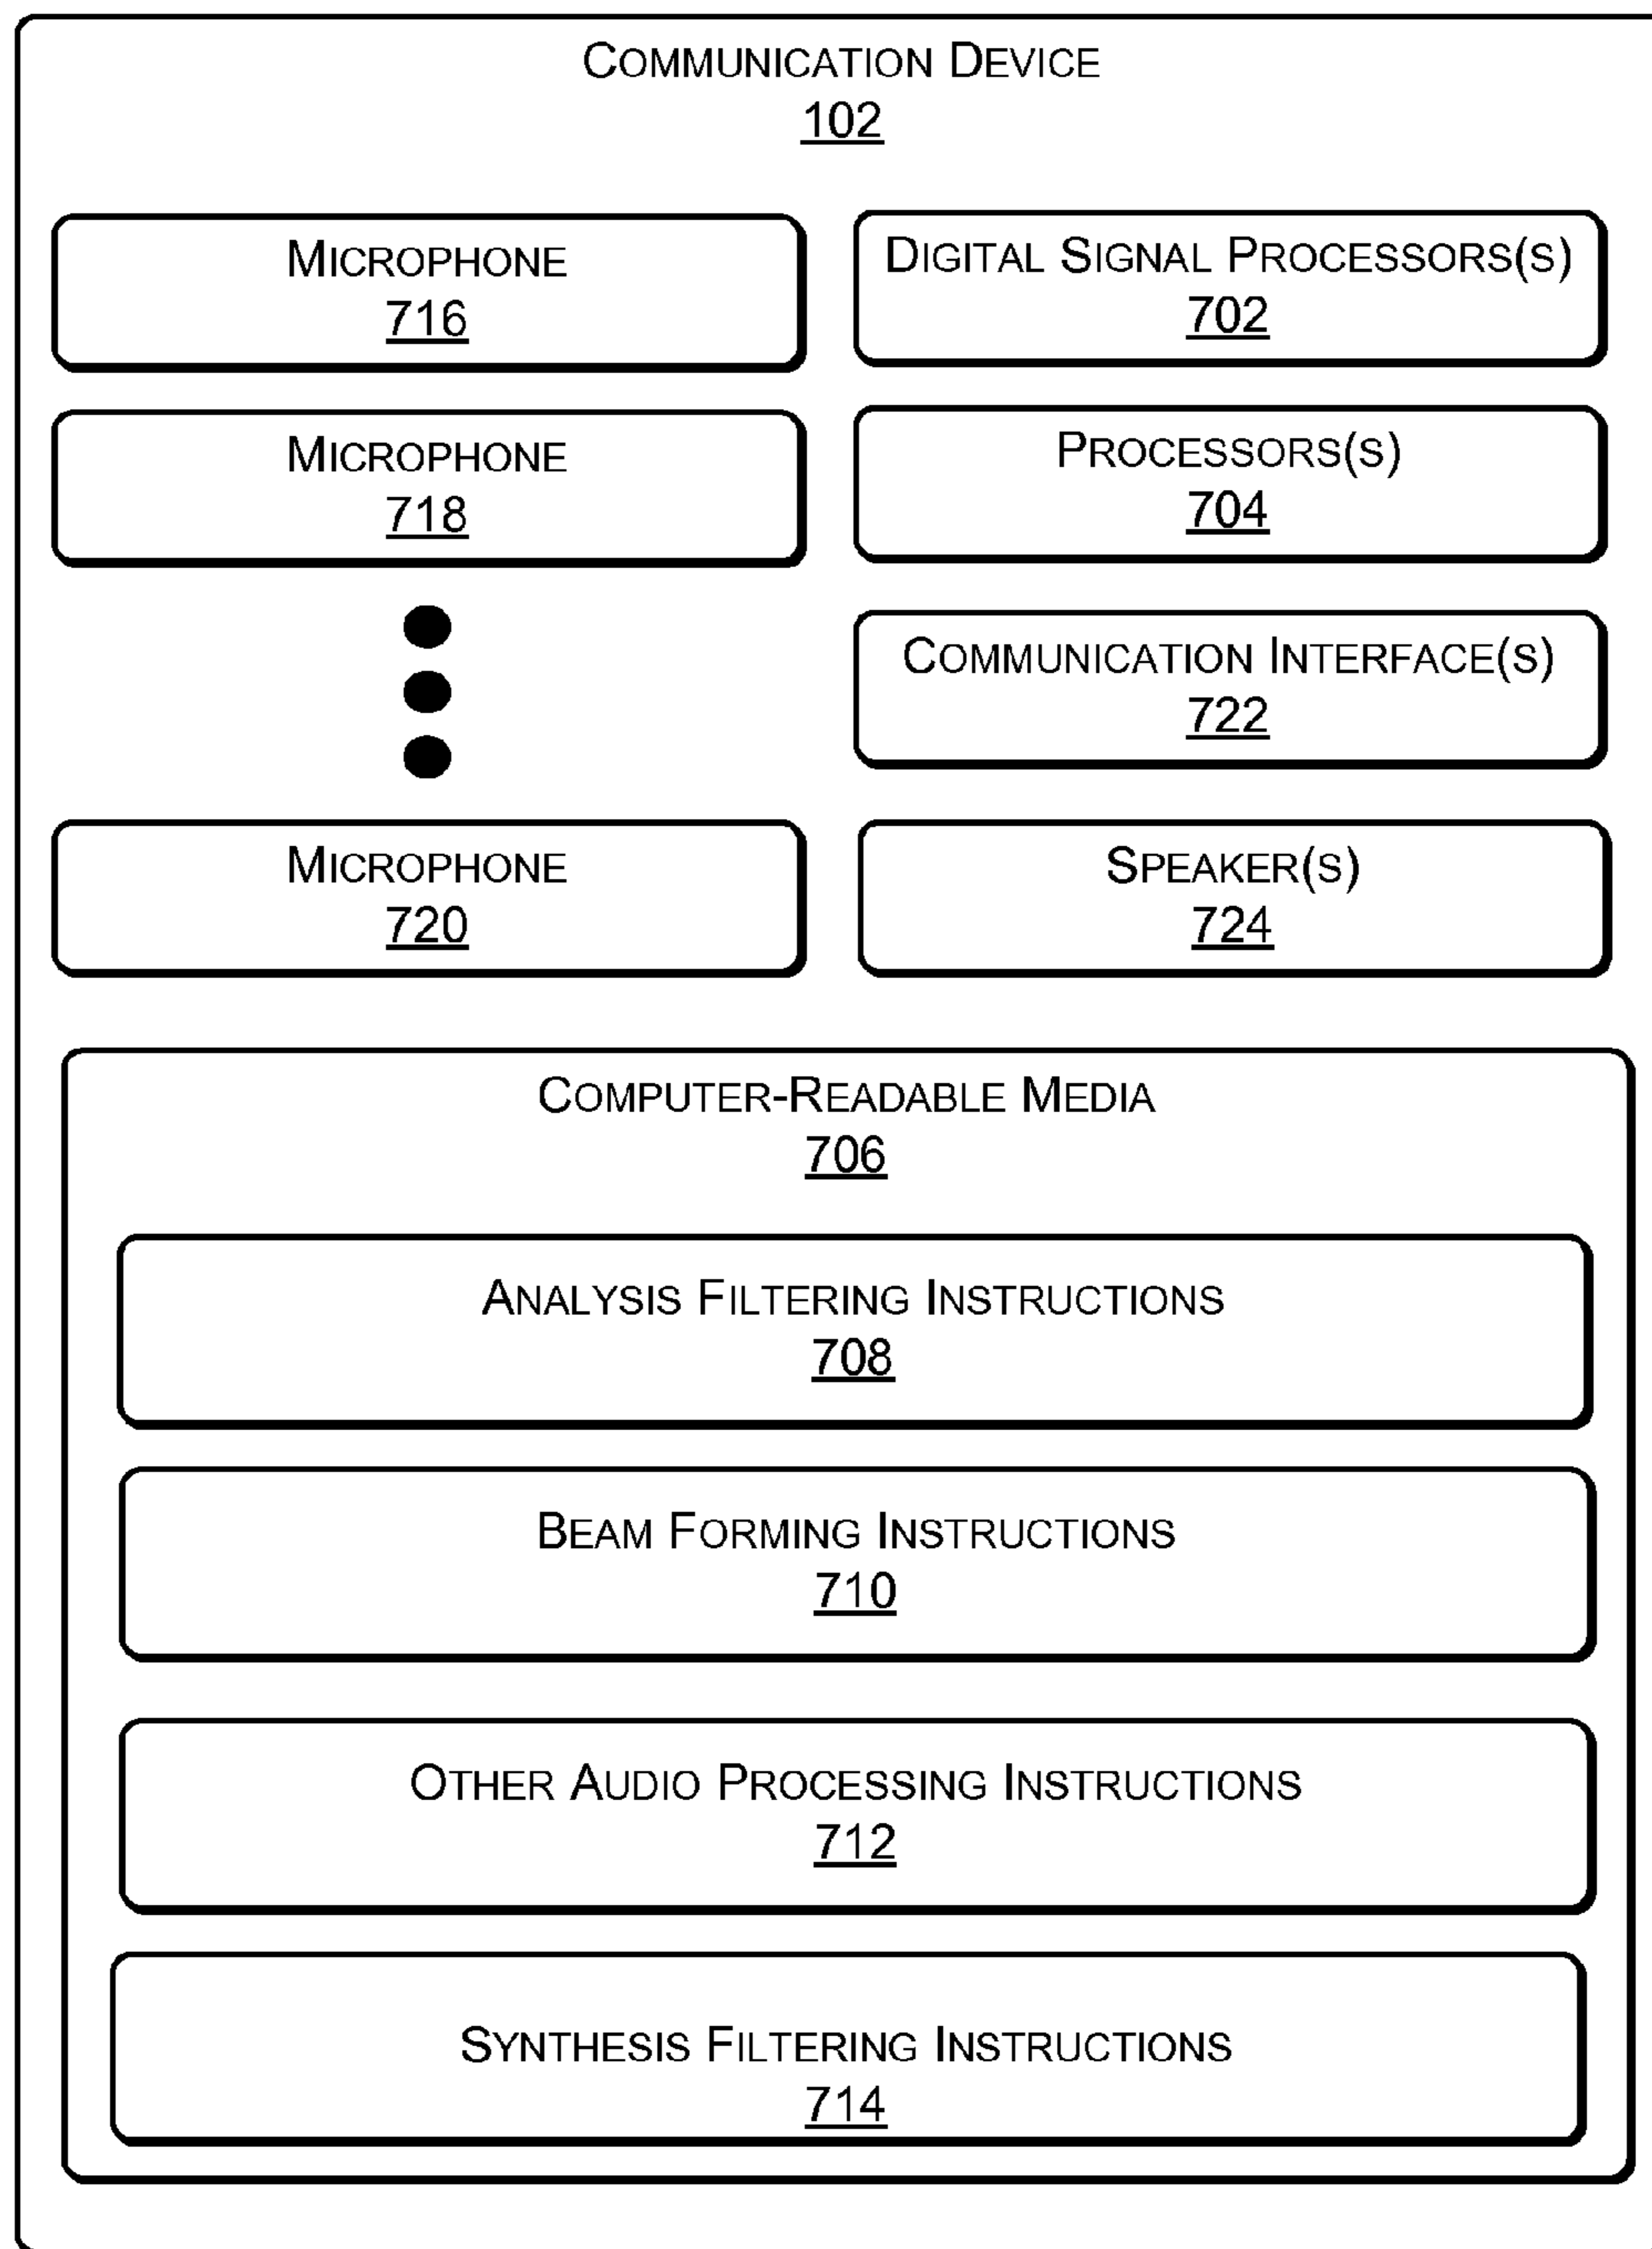 COMMUNICATION DEVICE
102
MICROPHONE
716
DIGITAL SIGNAL PROCESSORS(S)
702
MICROPHONE
718
PROCESSORS(S)
704
COMMUNICATION INTERFACE(S)
722
MICROPHONE
720
SPEAKER(S)
724
COMPUTER-READABLE MEDIA
706
ANALYSIS FILTERING INSTRUCTIONS
708
BEAM FORMING INSTRUCTIONS
710
OTHER AUDIO PROCESSING INSTRUCTIONS
712
SYNTHESIS FILTERING INSTRUCTIONS
714